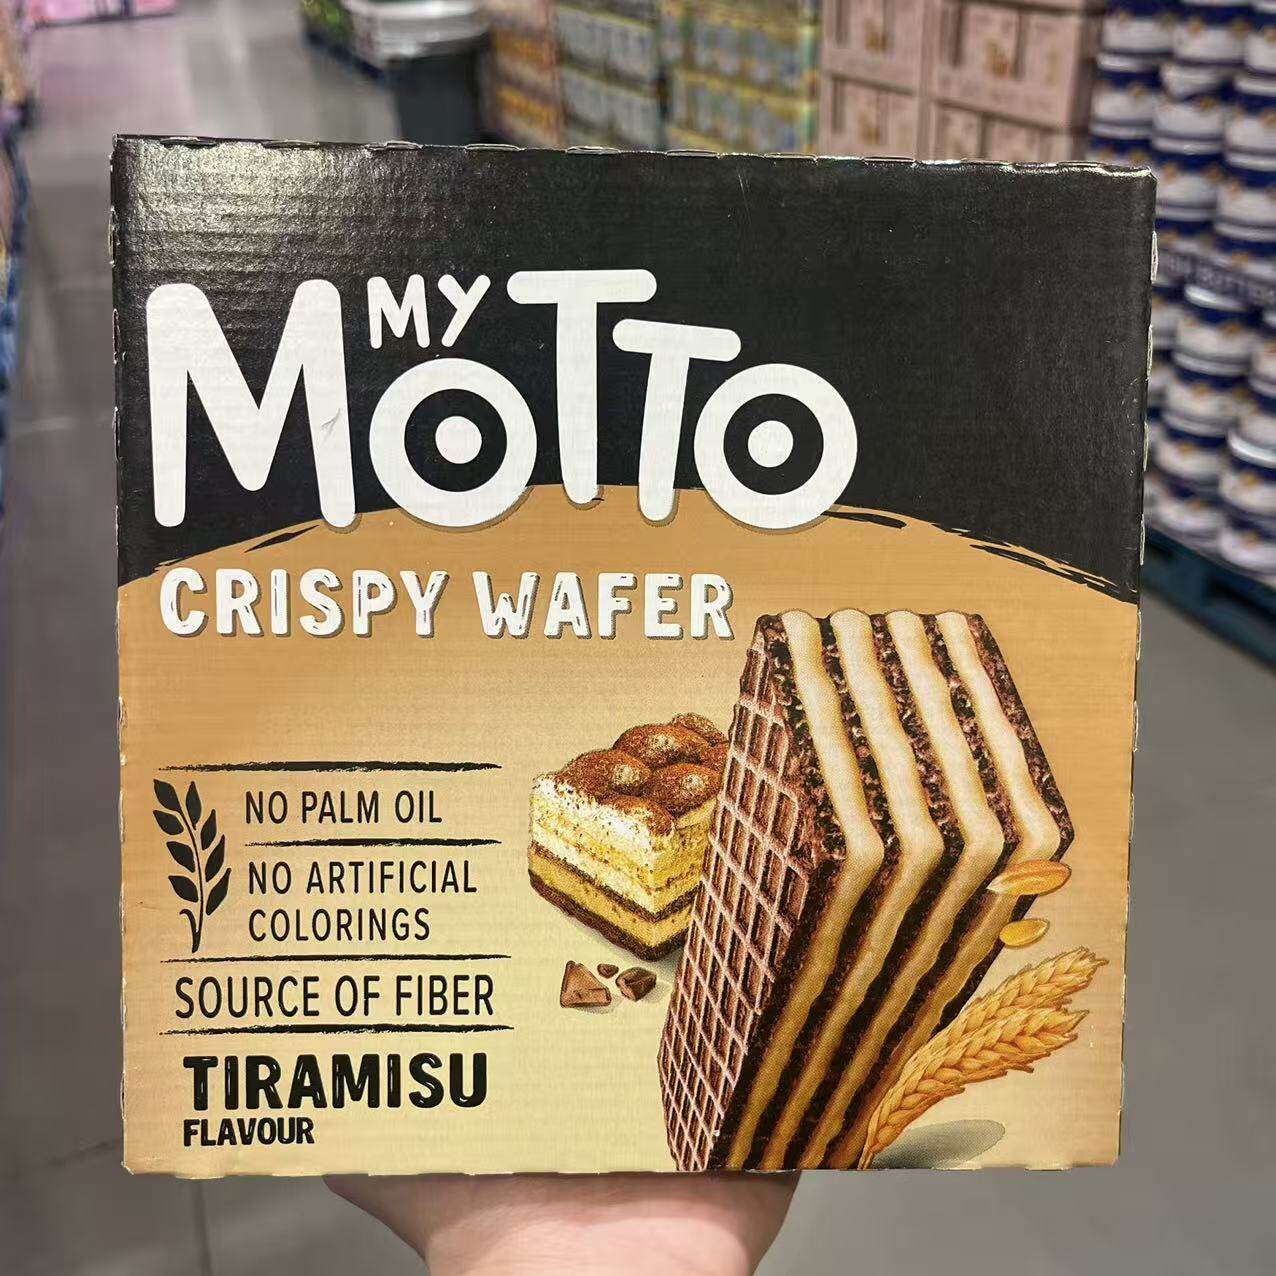 MY
MOTTO
CRISPY WAFER
NO PALM OIL
NO ARTIFICIAL
COLORINGS
SOURCE OF FIBER
TIRAMISU
FLAVOUR